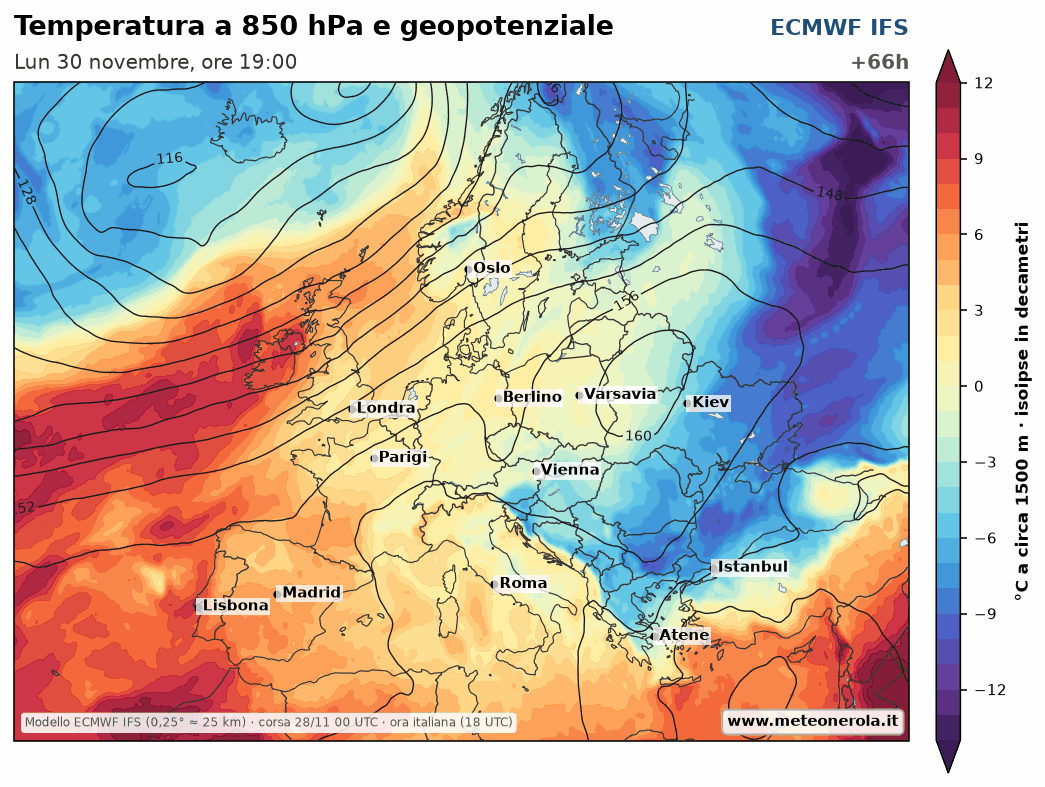 Temperatura a 850 hPa e geopotenziale
ECMWF IFS
Lun 30 novembre, ore 19:00
+66h
116
128
148
Oslo
156
Londra
Berlino
Varsavia
Kiev
160
Parigi
Vienna
52
Istanbul
Roma
Madrid
Lisbona
Atene
Modello ECMWF IFS (0,25° ≈ 25 km) · corsa 28/11 00 UTC · ora italiana (18 UTC)
www.meteonerola.it
12
9
6
3
0
−3
−6
−9
−12
°C a circa 1500 m · isoipse in decametri